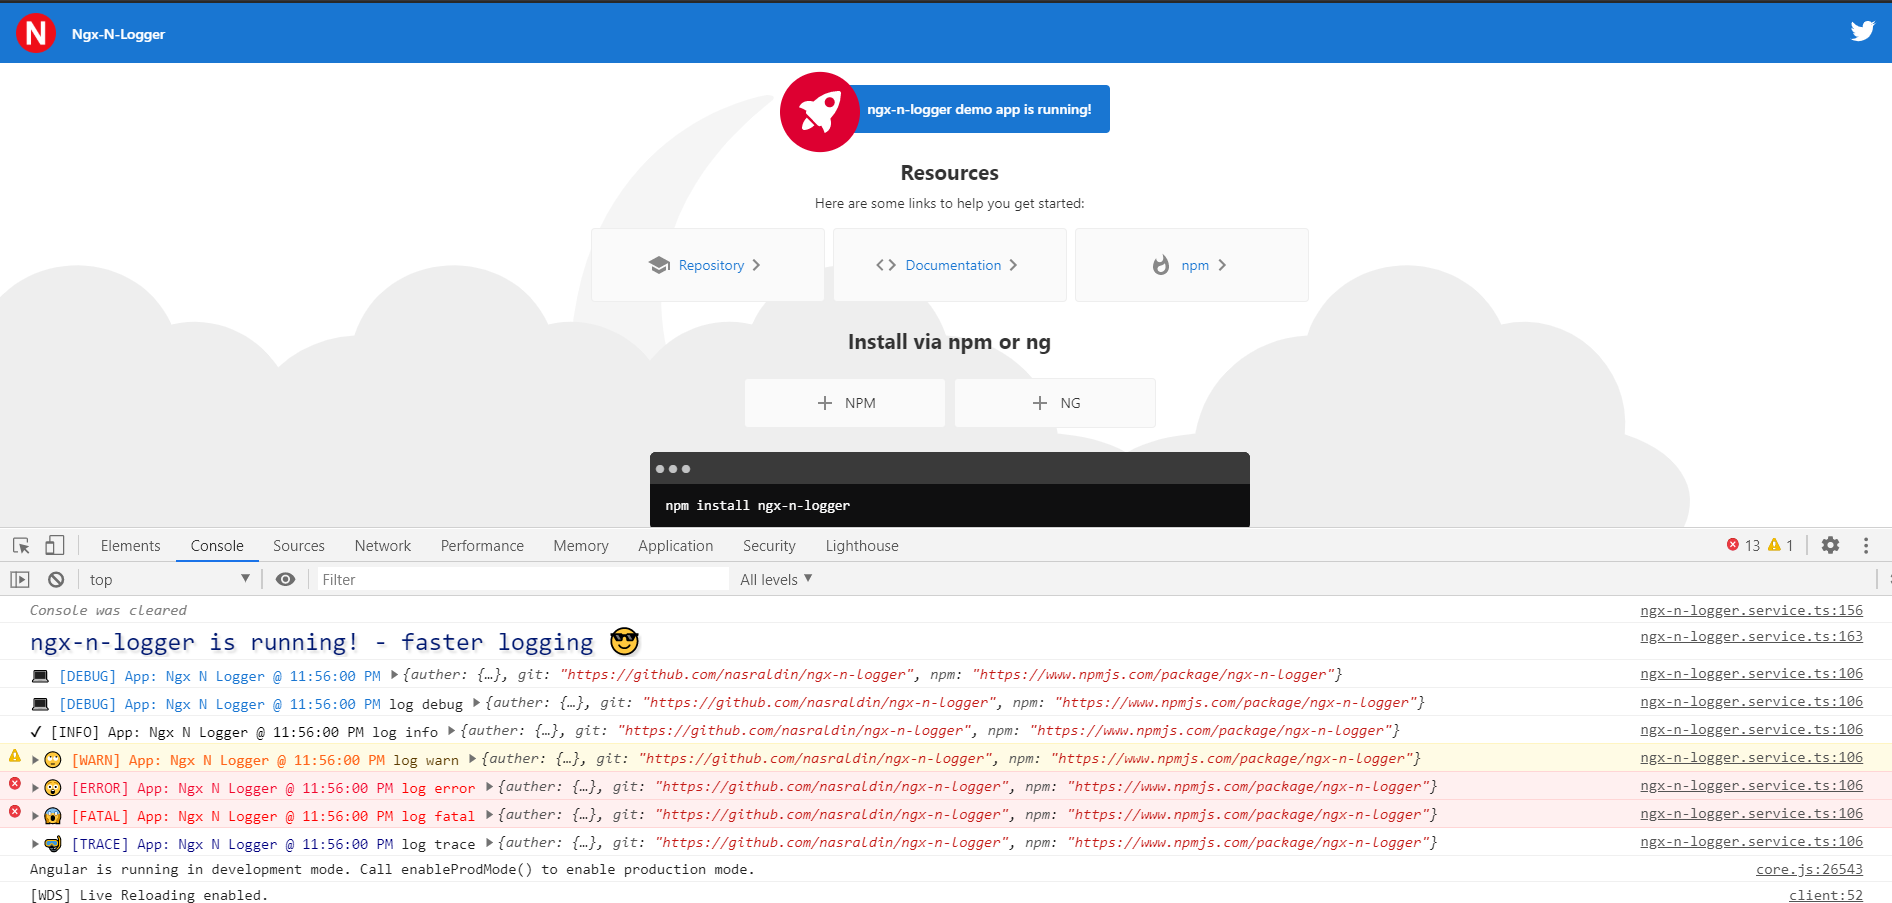 N Ngx-N-Logger
ngx-n-logger demo app is running!
Resources
Here are some links to help you get started:
Repository
Documentation
npm
Install via npm or ng
NPM
NG
npm install ngx-n-logger
Elements Console Sources Network Performance Memory Application Security Lighthouse 13 1
top Filter All levels
Console was cleared ngx-n-logger.service.ts:156
ngx-n-logger is running! - faster logging 😎 ngx-n-logger.service.ts:163
💻 [DEBUG] App: Ngx N Logger @ 11:56:00 PM ▶{auther: {…}, git: "https://github.com/nasraldin/ngx-n-logger", npm: "https://www.npmjs.com/package/ngx-n-logger"} ngx-n-logger.service.ts:106
💻 [DEBUG] App: Ngx N Logger @ 11:56:00 PM log debug ▶{auther: {…}, git: "https://github.com/nasraldin/ngx-n-logger", npm: "https://www.npmjs.com/package/ngx-n-logger"} ngx-n-logger.service.ts:106
✔ [INFO] App: Ngx N Logger @ 11:56:00 PM log info ▶{auther: {…}, git: "https://github.com/nasraldin/ngx-n-logger", npm: "https://www.npmjs.com/package/ngx-n-logger"} ngx-n-logger.service.ts:106
▶🙄 [WARN] App: Ngx N Logger @ 11:56:00 PM log warn ▶{auther: {…}, git: "https://github.com/nasraldin/ngx-n-logger", npm: "https://www.npmjs.com/package/ngx-n-logger"} ngx-n-logger.service.ts:106
▶😲 [ERROR] App: Ngx N Logger @ 11:56:00 PM log error ▶{auther: {…}, git: "https://github.com/nasraldin/ngx-n-logger", npm: "https://www.npmjs.com/package/ngx-n-logger"} ngx-n-logger.service.ts:106
▶😱 [FATAL] App: Ngx N Logger @ 11:56:00 PM log fatal ▶{auther: {…}, git: "https://github.com/nasraldin/ngx-n-logger", npm: "https://www.npmjs.com/package/ngx-n-logger"} ngx-n-logger.service.ts:106
▶🤿 [TRACE] App: Ngx N Logger @ 11:56:00 PM log trace ▶{auther: {…}, git: "https://github.com/nasraldin/ngx-n-logger", npm: "https://www.npmjs.com/package/ngx-n-logger"} ngx-n-logger.service.ts:106
Angular is running in development mode. Call enableProdMode() to enable production mode. core.js:26543
[WDS] Live Reloading enabled. client:52